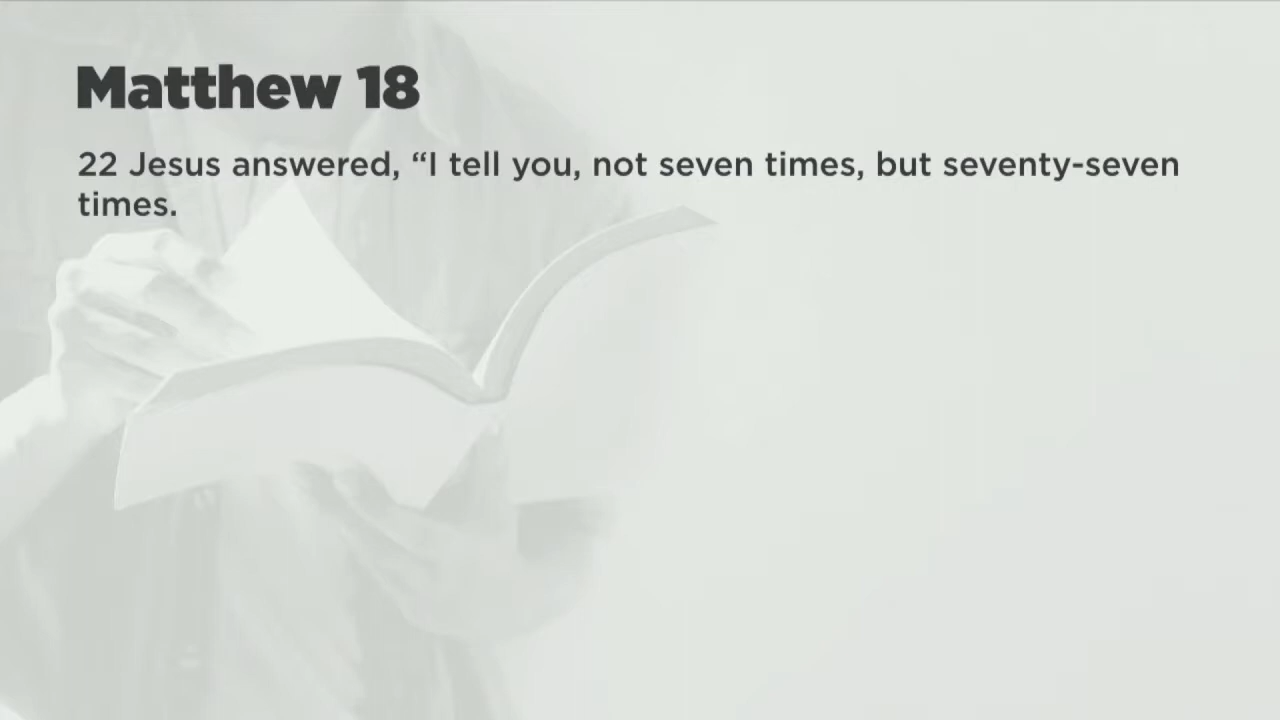 Matthew 18
22 Jesus answered, “I tell you, not seven times, but seventy-seven
times.